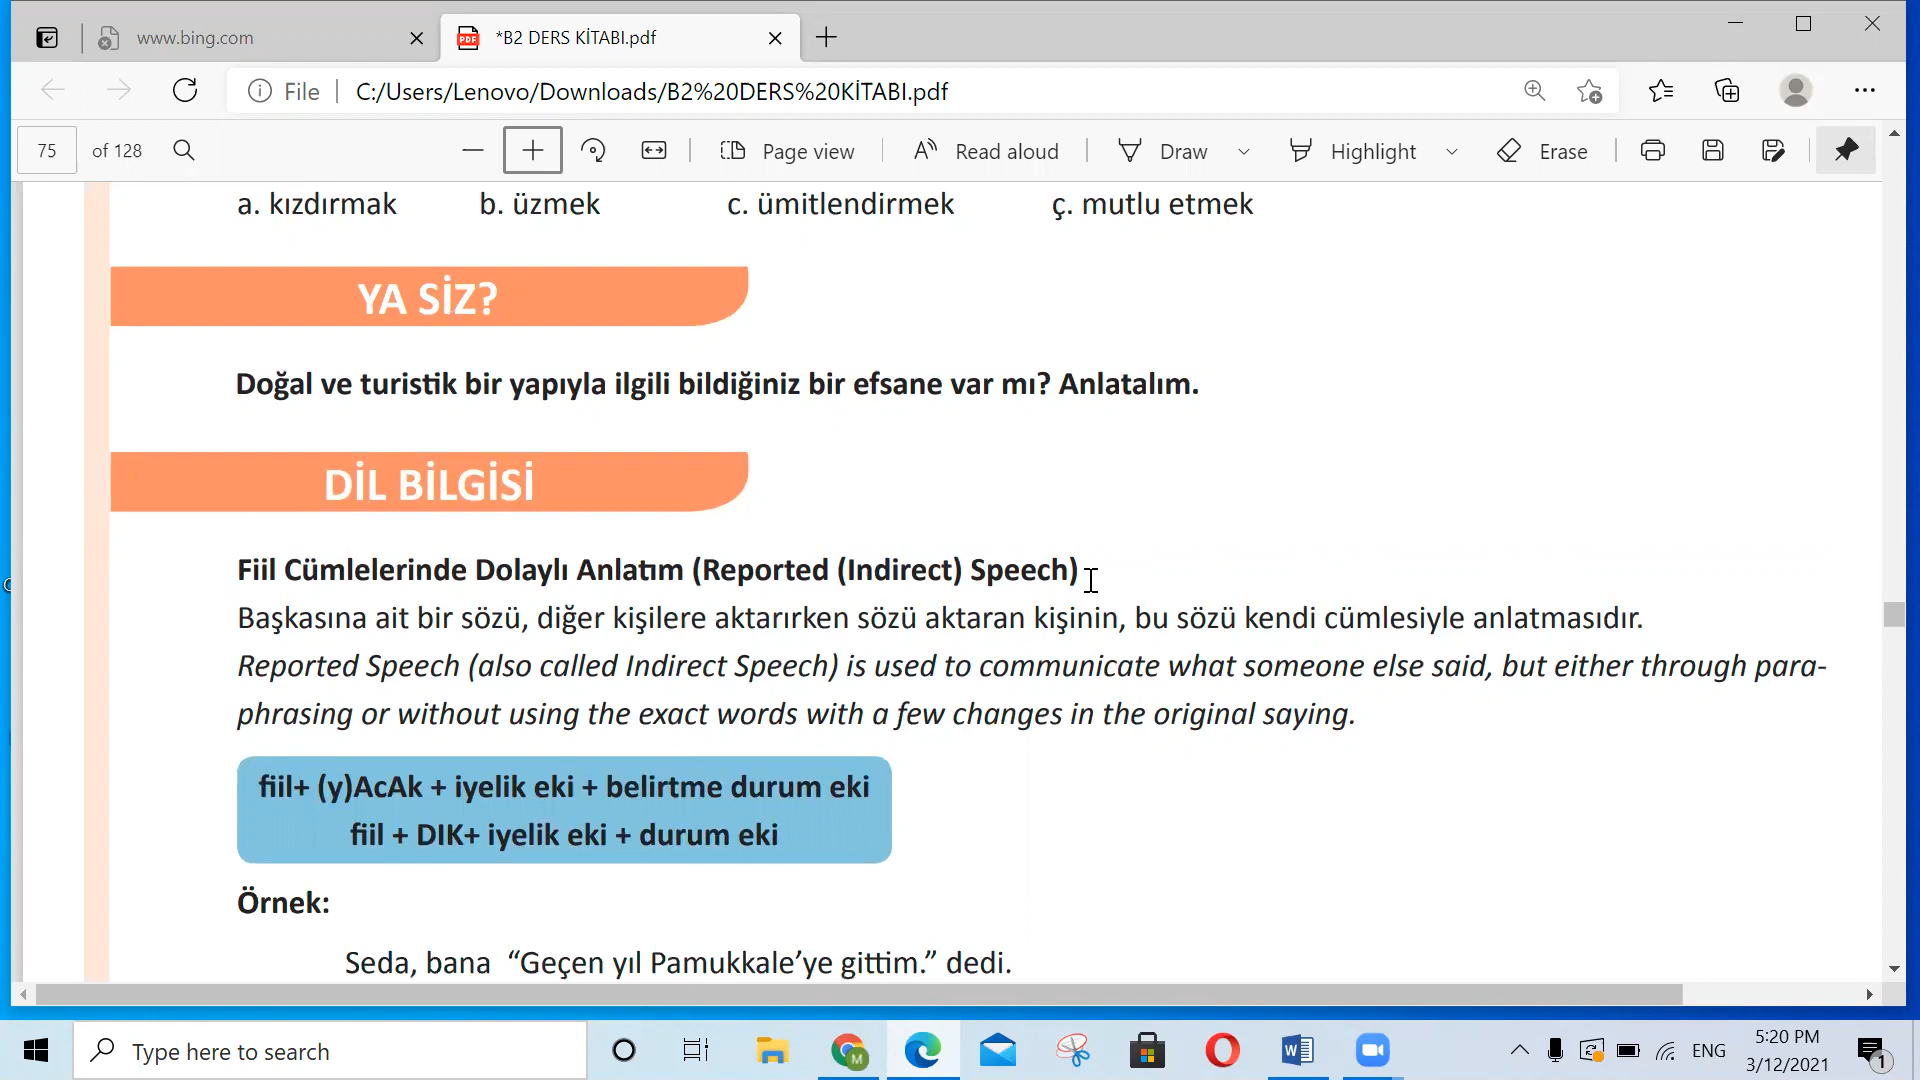 www.bing.com
*B2 DERS KİTABI.pdf
File C:/Users/Lenovo/Downloads/B2%20DERS%20KİTABI.pdf
75 of 128 Page view Read aloud Draw Highlight Erase
a. kızdırmak b. üzmek c. ümitlendirmek ç. mutlu etmek
YA SİZ?
Doğal ve turistik bir yapıyla ilgili bildiğiniz bir efsane var mı? Anlatalım.
DİL BİLGİSİ
Fiil Cümlelerinde Dolaylı Anlatım (Reported (Indirect) Speech)
Başkasına ait bir sözü, diğer kişilere aktarırken sözü aktaran kişinin, bu sözü kendi cümlesiyle anlatmasıdır.
Reported Speech (also called Indirect Speech) is used to communicate what someone else said, but either through para-
phrasing or without using the exact words with a few changes in the original saying.
fiil+ (y)AcAk + iyelik eki + belirtme durum eki
fiil + DIK+ iyelik eki + durum eki
Örnek:
Seda, bana “Geçen yıl Pamukkale’ye gittim.” dedi.
Type here to search
ENG
5:20 PM
3/12/2021
1